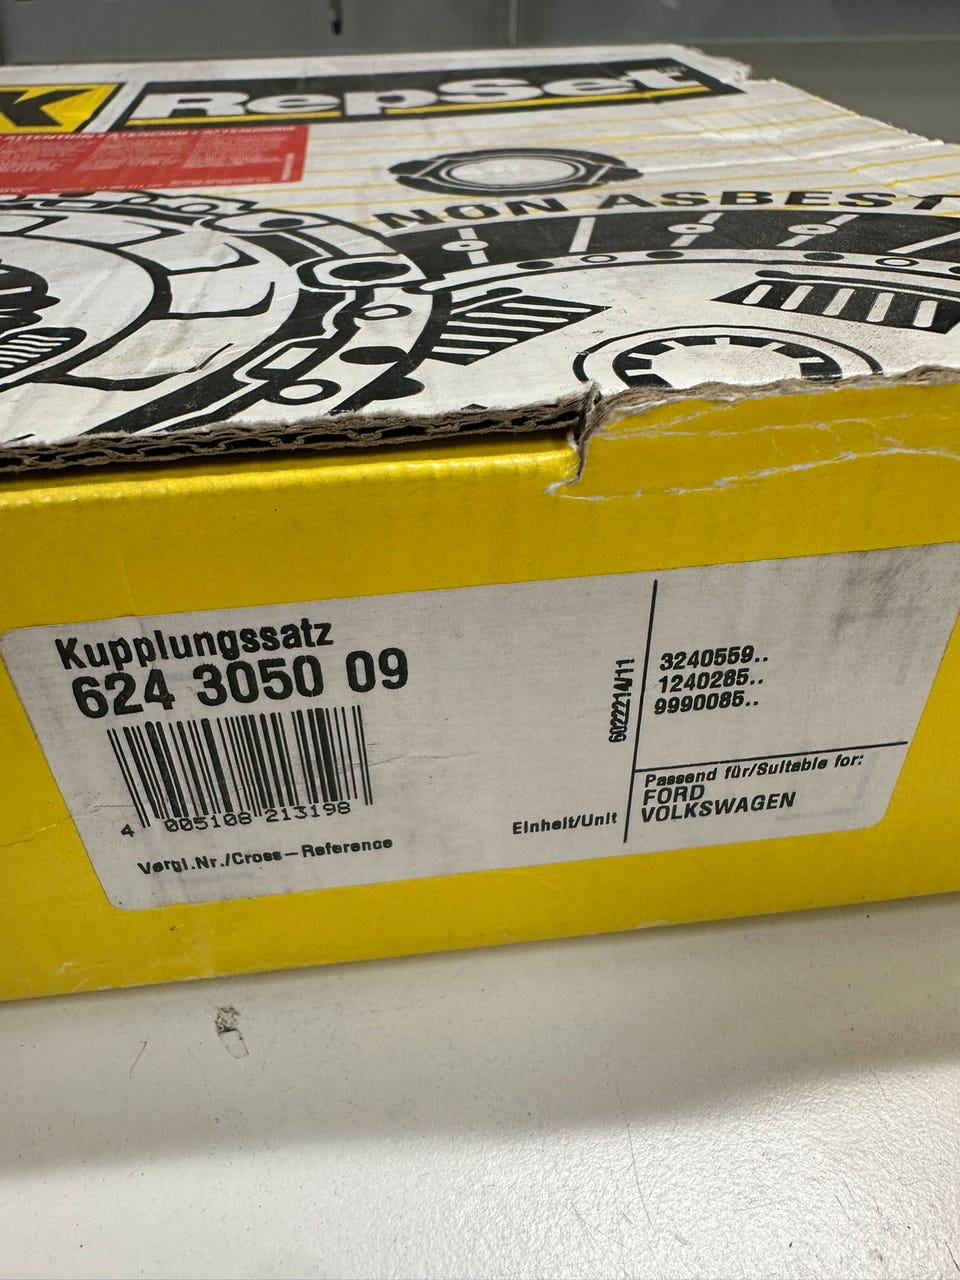 K RepSet
NON ASBEST
Kupplungssatz
624 3050 09
4 005108 213198
Vergl.Nr./Cross-Reference
Einheit/Unit
6022214/11
3240559..
1240285..
9990085..
Passend für/Suitable for:
FORD
VOLKSWAGEN